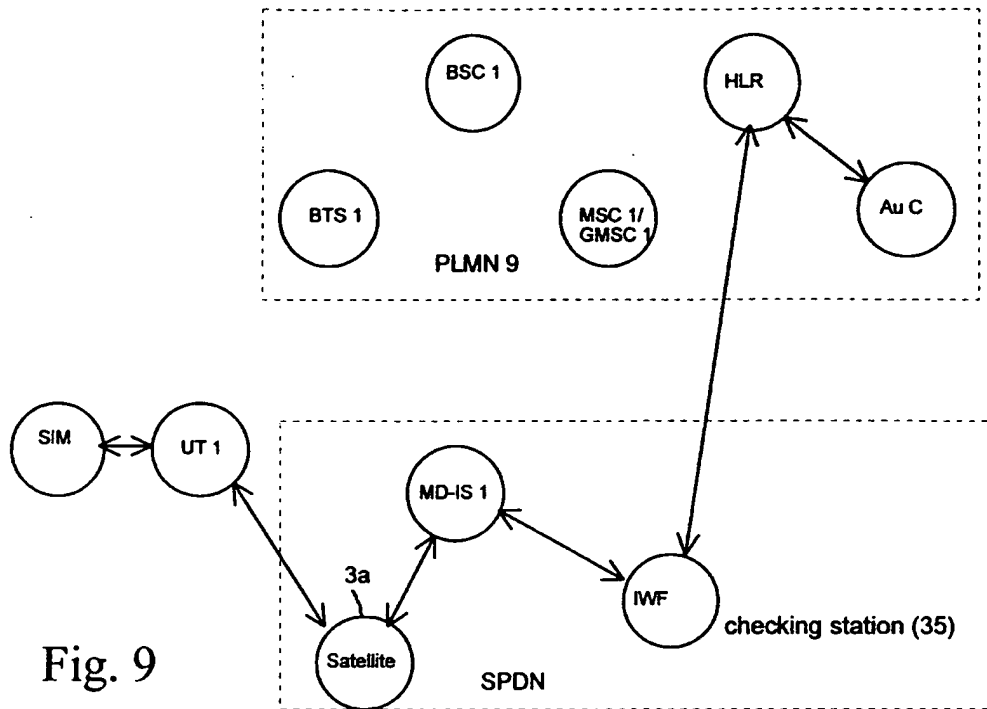 BSC 1
HLR
BTS 1
MSC 1/
GMSC 1
Au C
PLMN 9
SIM
UT 1
MD-IS 1
3a
IWF
checking station (35)
Satellite
SPDN
Fig. 9